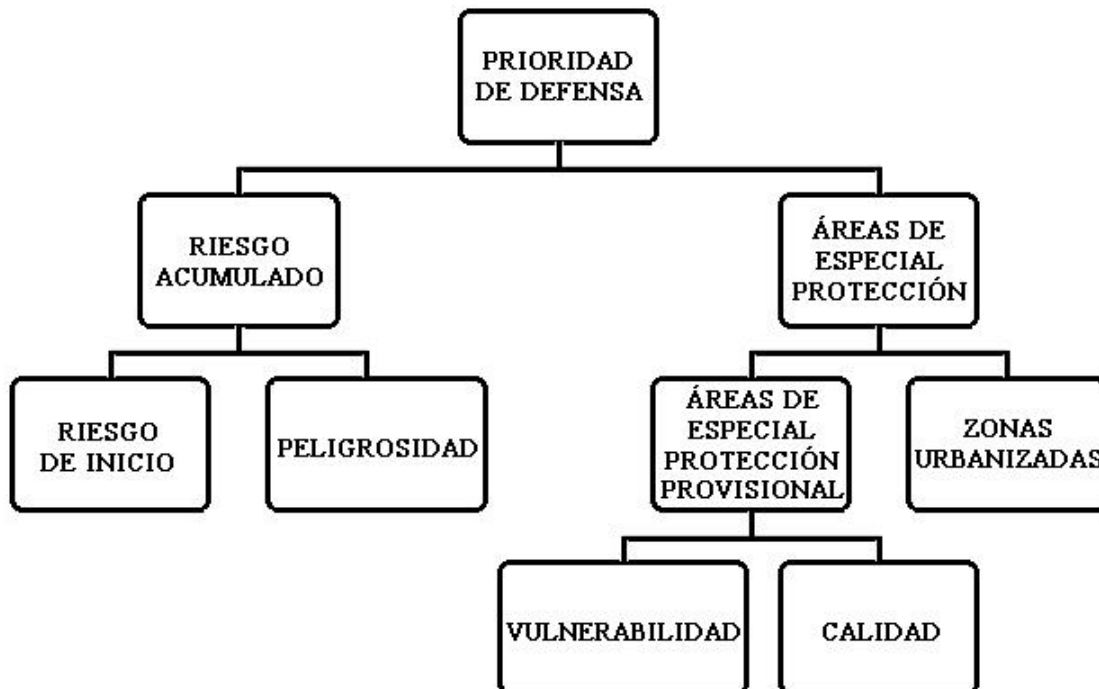 PRIORIDAD
DE DEFENSA
RIESGO
ACUMULADO
ÁREAS DE
ESPECIAL
PROTECCIÓN
RIESGO
DE INICIO
PELIGROSIDAD
ÁREAS DE
ESPECIAL
PROTECCIÓN
PROVISIONAL
ZONAS
URBANIZADAS
VULNERABILIDAD
CALIDAD